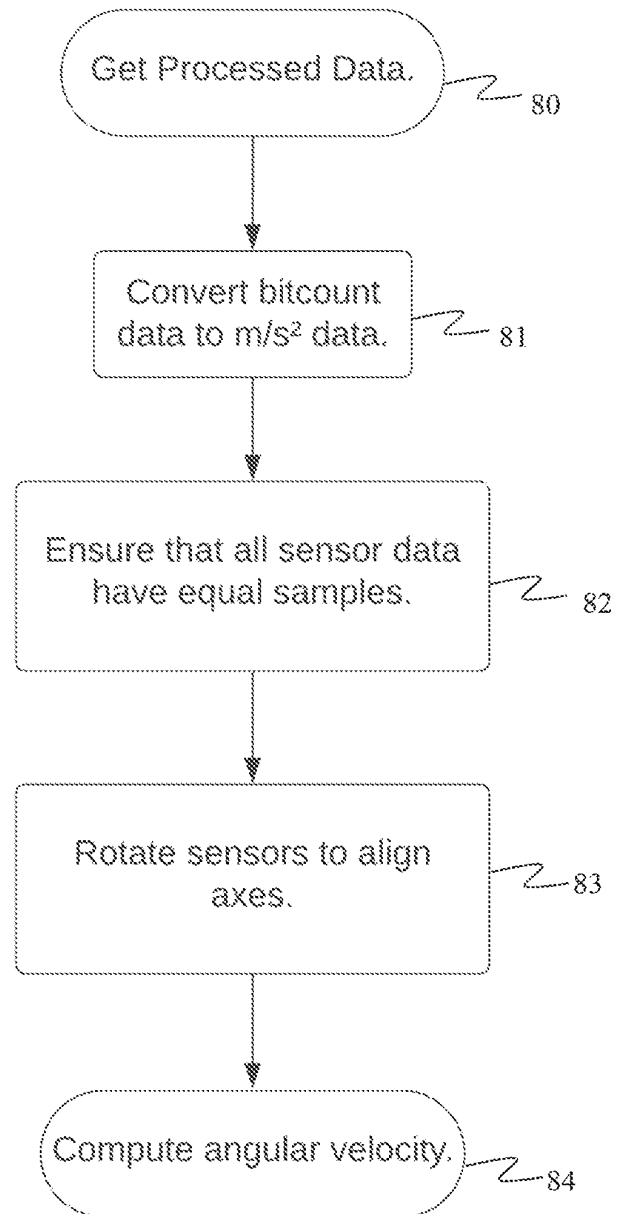 Get Processed Data.
80
Convert bitcount
data to m/s² data.
81
Ensure that all sensor data
have equal samples.
82
Rotate sensors to align
axes.
83
Compute angular velocity.
84